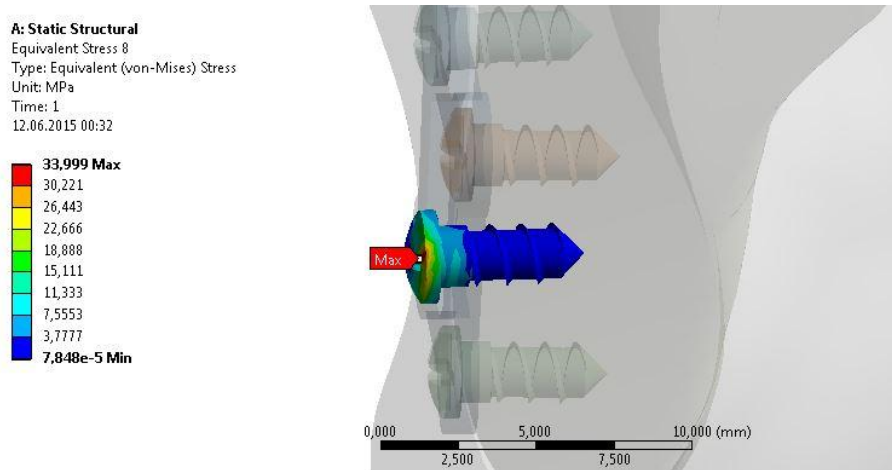 A: Static Structural
Equivalent Stress 8
Type: Equivalent (von-Mises) Stress
Unit: MPa
Time: 1
12.06.2015 00:32
33,999 Max
30,221
26,443
22,666
18,888
15,111
11,333
7,5553
3,7777
7,848e-5 Min
Max
0,000 5,000 10,000 (mm)
2,500 7,500